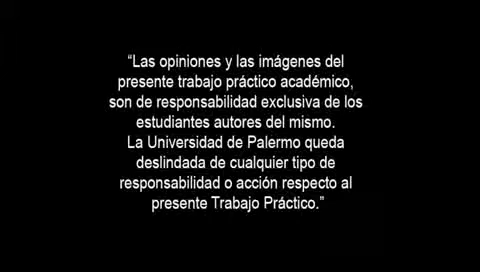 “Las opiniones y las imágenes del
presente trabajo práctico académico,
son de responsabilidad exclusiva de los
estudiantes autores del mismo.
La Universidad de Palermo queda
deslindada de cualquier tipo de
responsabilidad o acción respecto al
presente Trabajo Práctico.”